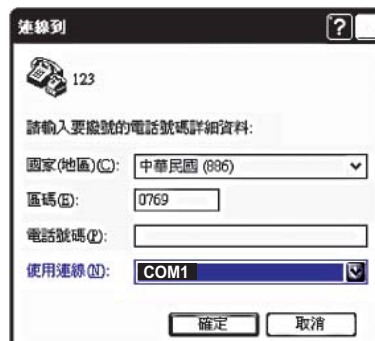 連線到
?
123
請輸入要撥號的電話號碼詳細資料:
國家(地區)(C): 中華民國 (886)
區碼(E): 0769
電話號碼(P):
使用連線(N): COM1
確定 取消